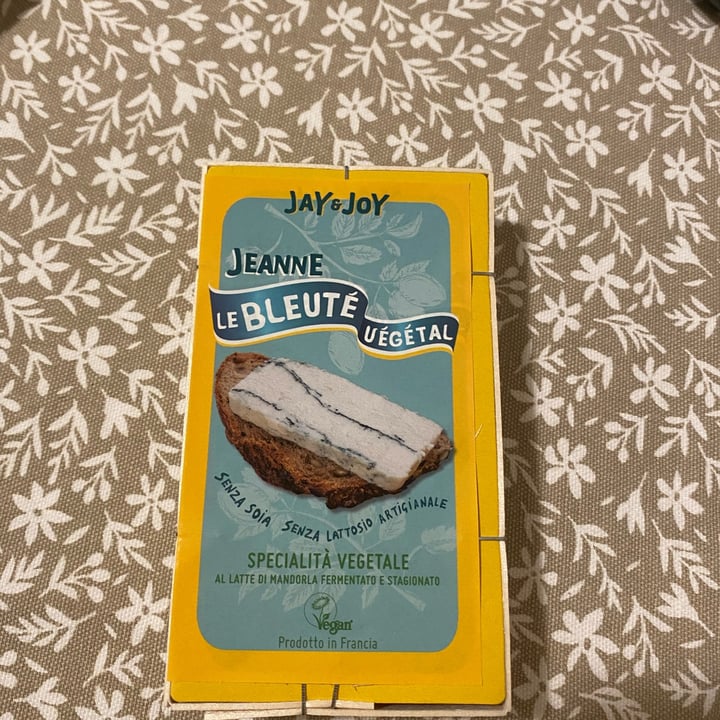 JAY & JOY
JEANNE
LE BLEUTÉ VÉGÉTAL
SENZA SOIA SENZA LATTOSIO ARTIGIANALE
SPECIALITÀ VEGETALE
AL LATTE DI MANDORLA FERMENTATO E STAGIONATO
Vegan
Prodotto in Francia